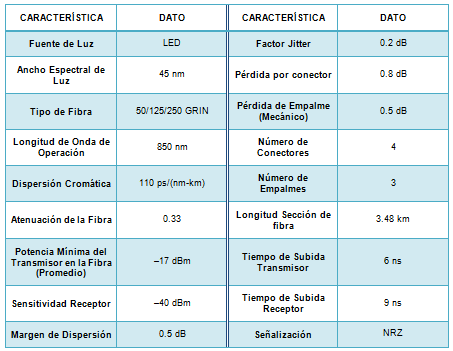 CARACTERÍSTICA DATO CARACTERÍSTICA DATO
Fuente de Luz LED Factor Jitter 0.2 dB
Ancho Espectral de
Luz 45 nm Pérdida por conector 0.8 dB
Tipo de Fibra 50/125/250 GRIN Pérdida de Empalme
(Mecánico) 0.5 dB
Longitud de Onda de
Operación 850 nm Número de
Conectores 4
Dispersión Cromática 110 ps/(nm-km) Número de
Empalmes 3
Atenuación de la Fibra 0.33 Longitud Sección de
fibra 3.48 km
Potencia Mínima del
Transmisor en la Fibra
(Promedio) –17 dBm Tiempo de Subida
Transmisor 6 ns
Sensitividad Receptor –40 dBm Tiempo de Subida
Receptor 9 ns
Margen de Dispersión 0.5 dB Señalización NRZ